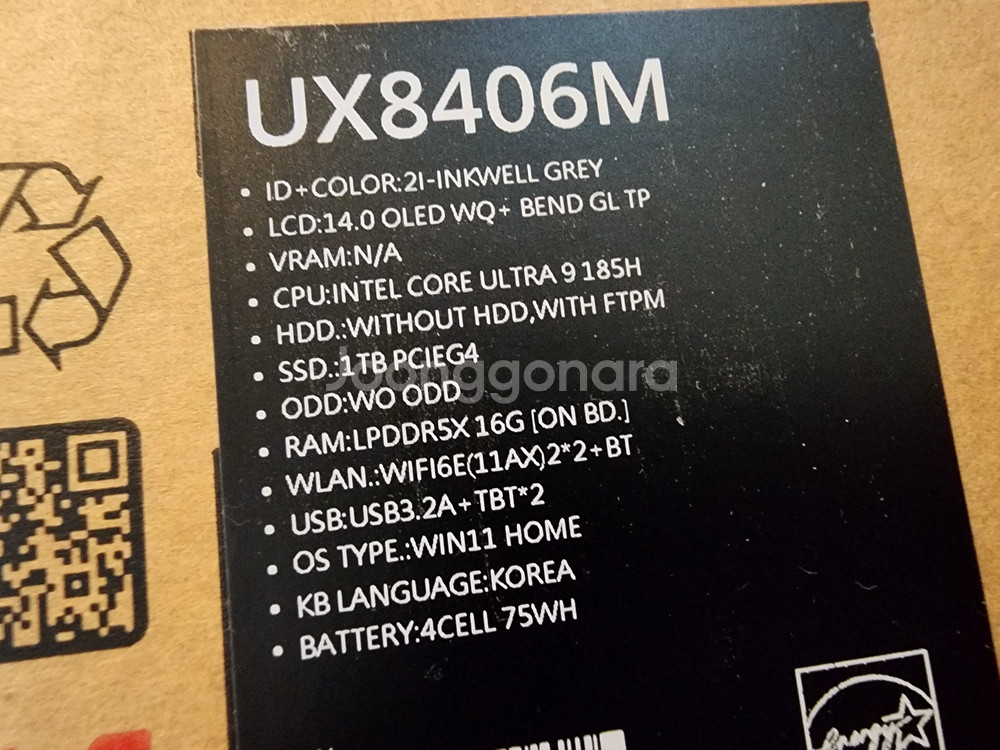 UX8406M
• ID+COLOR:2I-INKWELL GREY
• LCD:14.0 OLED WQ+ BEND GL TP
• VRAM:N/A
• CPU:INTEL CORE ULTRA 9 185H
• HDD.:WITHOUT HDD,WITH FTPM
• SSD.:1TB PCIEG4
Joonggonara
• ODD:WO ODD
• RAM:LPDDR5X 16G [ON BD.]
• WLAN.:WIFI6E(11AX)2*2+BT
• USB:USB3.2A+TBT*2
• OS TYPE.:WIN11 HOME
• KB LANGUAGE:KOREA
• BATTERY:4CELL 75WH
energy